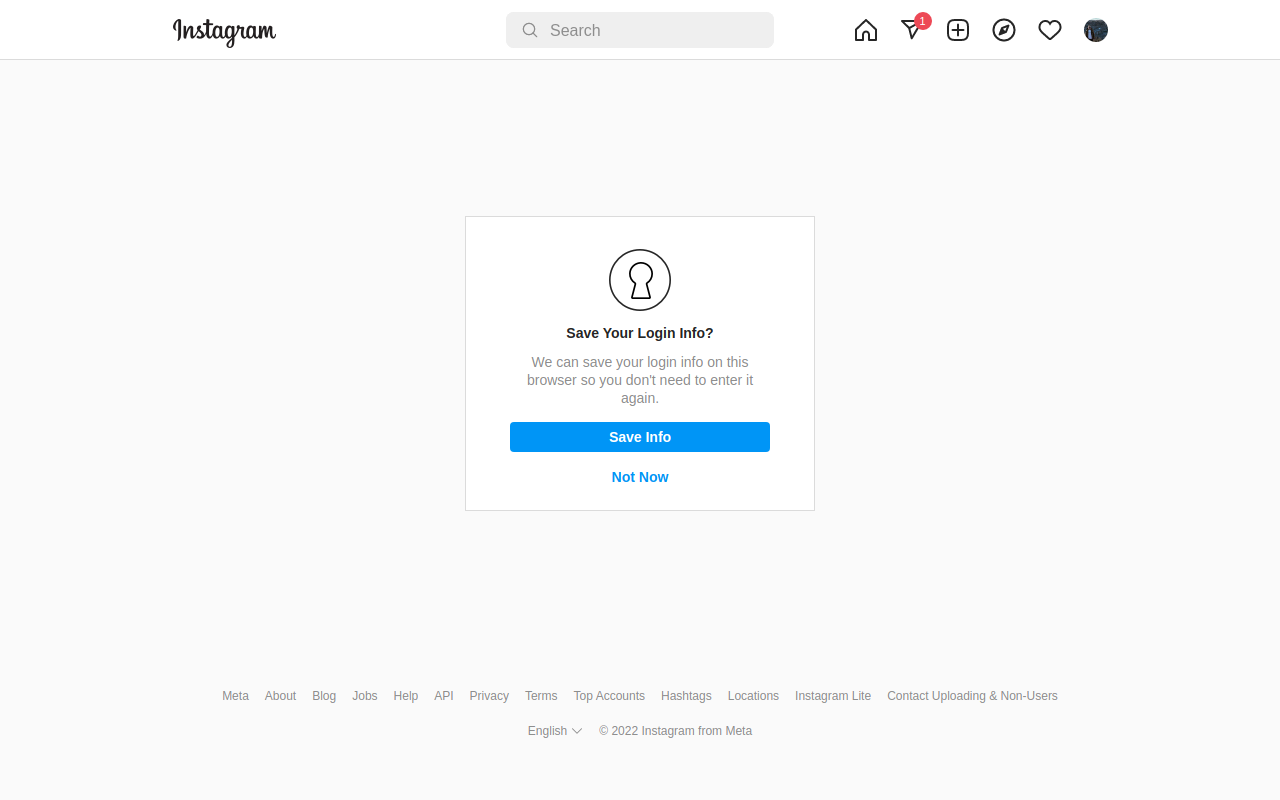 Instagram
Search
1
Save Your Login Info?
We can save your login info on this
browser so you don't need to enter it
again.
Save Info
Not Now
Meta About Blog Jobs Help API Privacy Terms Top Accounts Hashtags Locations Instagram Lite Contact Uploading & Non-Users
English © 2022 Instagram from Meta